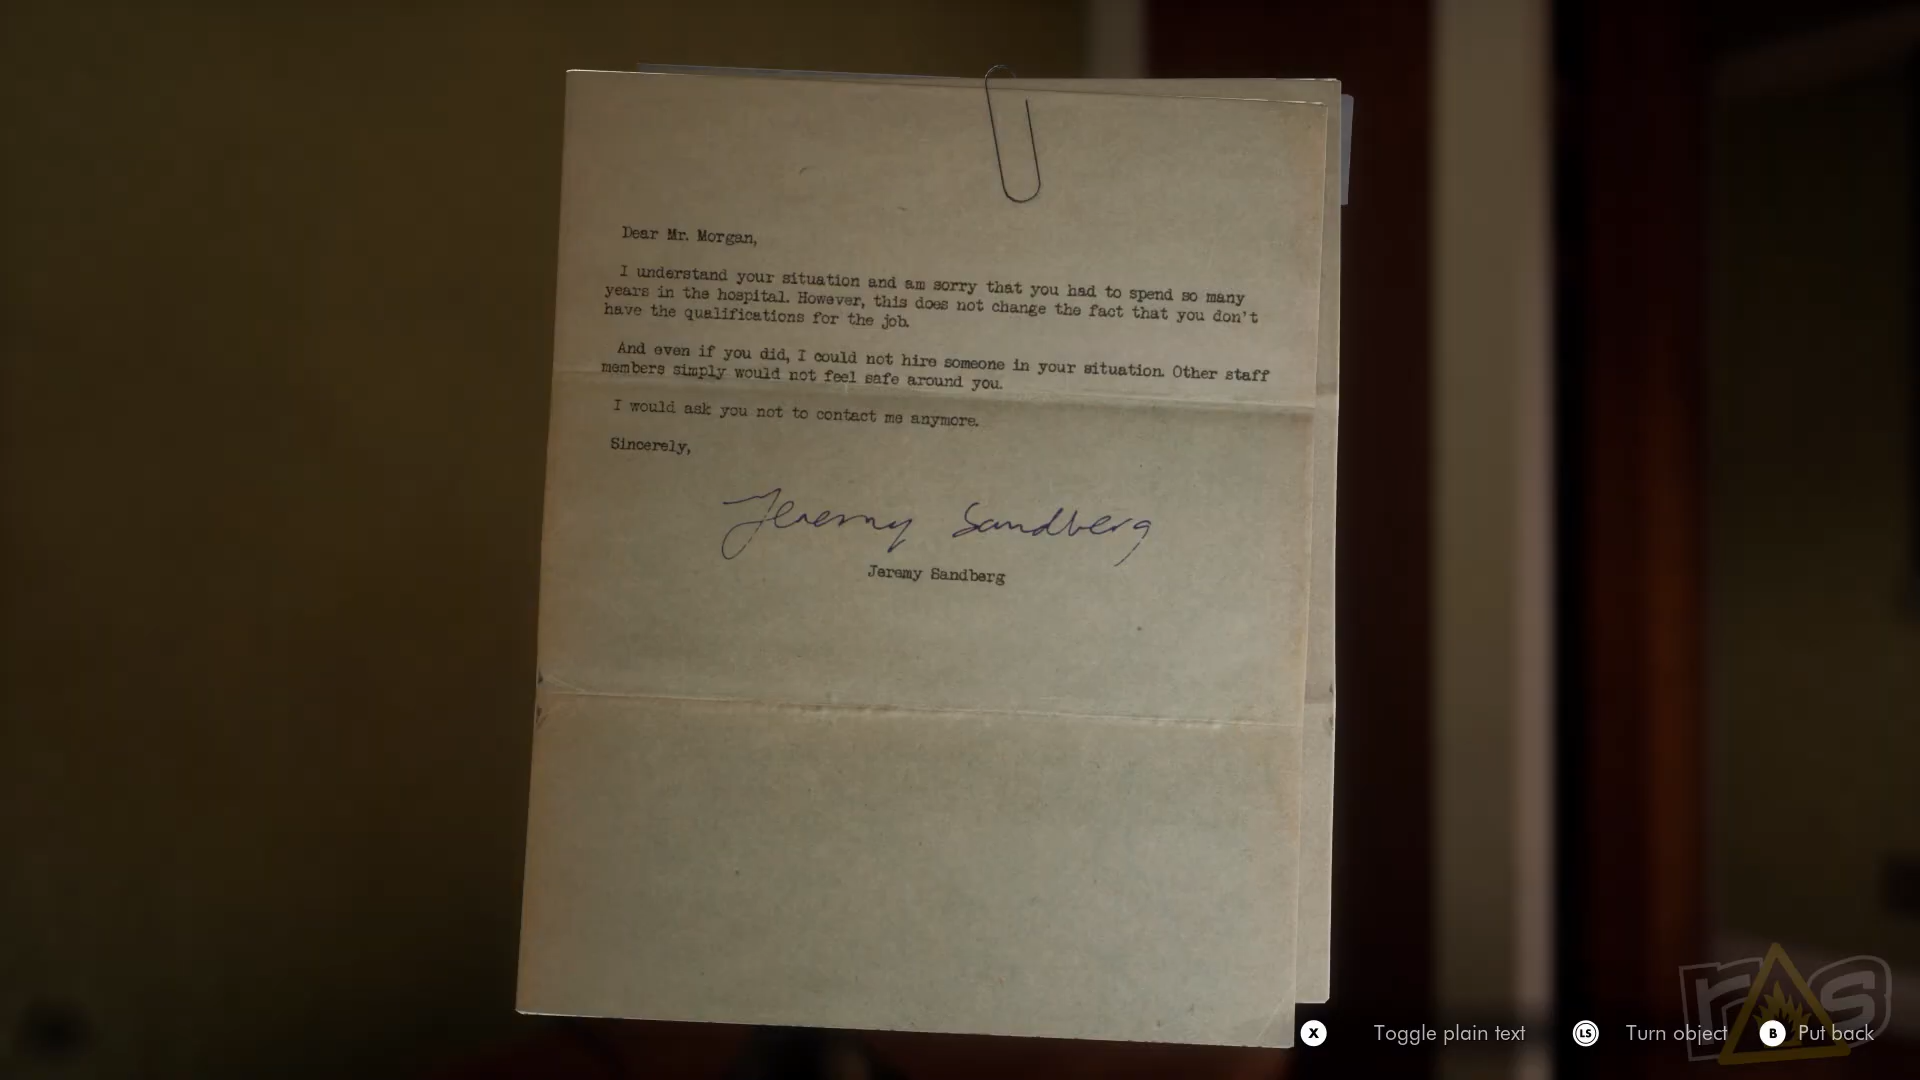 Dear Mr. Morgan,
I understand your situation and am sorry that you had to spend so many
years in the hospital. However, this does not change the fact that you don't
have the qualifications for the job.
And even if you did, I could not hire someone in your situation. Other staff
members simply would not feel safe around you.
I would ask you not to contact me anymore.
Sincerely,
Jeremy Sandberg
Jeremy Sandberg
X Toggle plain text LS Turn object B Put back